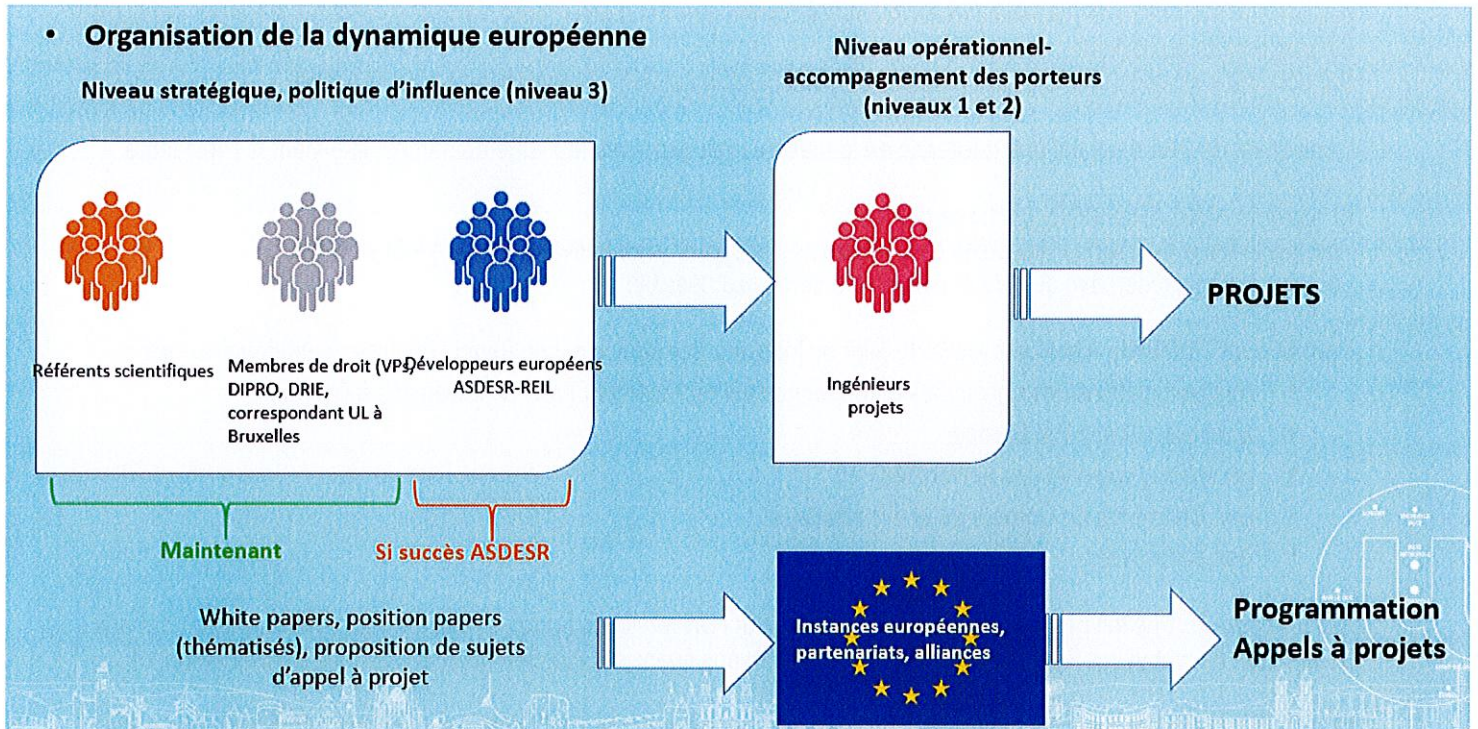 • Organisation de la dynamique européenne
Niveau stratégique, politique d'influence (niveau 3)
Niveau opérationnel-
accompagnement des porteurs
(niveaux 1 et 2)
Référents scientifiques
Membres de droit (VPs,
DIPRO, DRIE,
correspondant UL à
Bruxelles
Développeurs européens
ASDESR-REIL
Ingénieurs
projets
PROJETS
Maintenant
Si succès ASDESR
White papers, position papers
(thématisés), proposition de sujets
d'appel à projet
Instances européennes,
partenariats, alliances
Programmation
Appels à projets